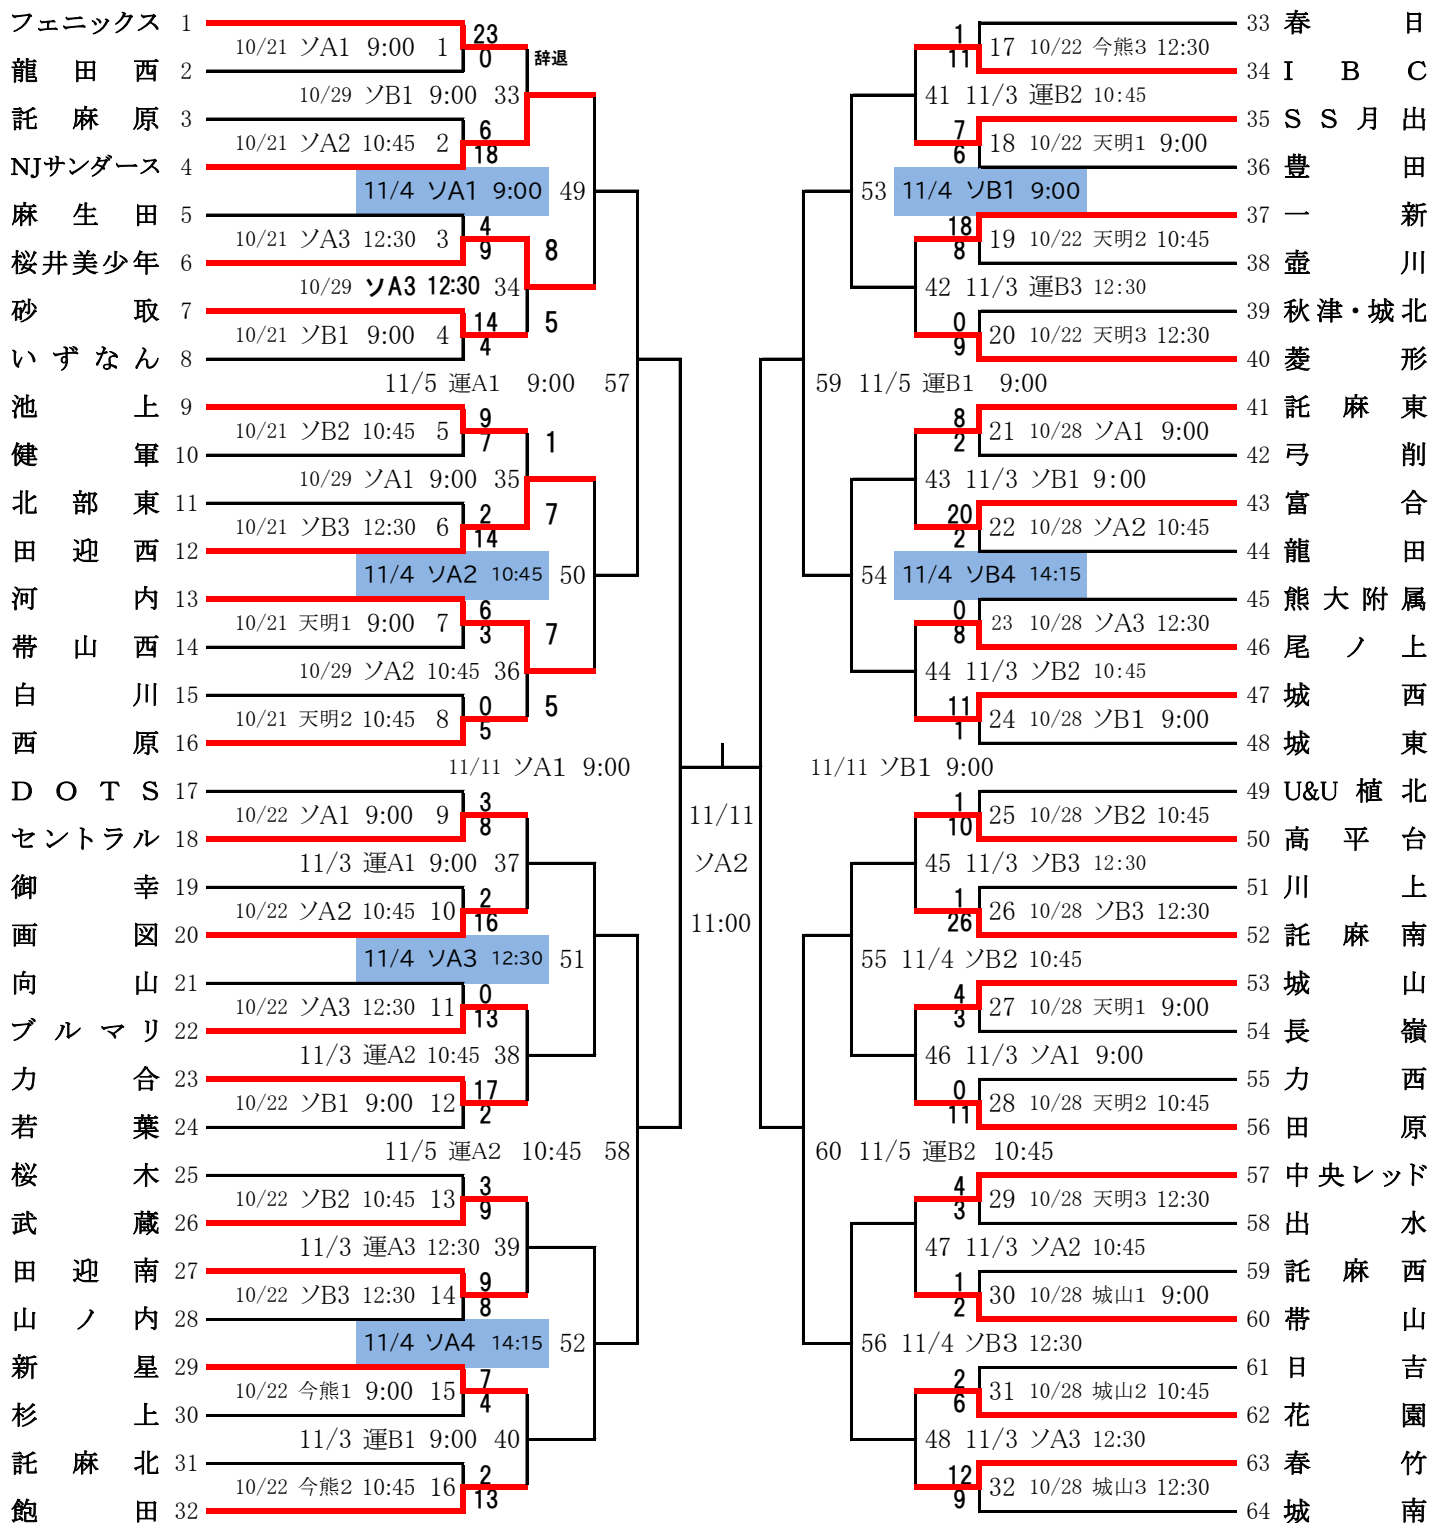 フェニックス 1
10/21 ソA1 9:00 1
23
0
龍田西 2
辞退
10/29 ソB1 9:00 33
託麻原 3
10/21 ソA2 10:45 2
6
18
NJサンダース 4
11/4 ソA1 9:00 49
麻生田 5
10/21 ソA3 12:30 3
4
9
8
桜井美少年 6
10/29 ソA3 12:30 34
砂取 7
10/21 ソB1 9:00 4
14
4
5
いずなん 8
11/5 運A1 9:00 57
池上 9
10/21 ソB2 10:45 5
9
7
1
健軍 10
10/29 ソA1 9:00 35
北部東 11
10/21 ソB3 12:30 6
2
14
7
田迎西 12
11/4 ソA2 10:45 50
河内 13
10/21 天明1 9:00 7
6
3
7
帯山西 14
10/29 ソA2 10:45 36
白川 15
10/21 天明2 10:45 8
0
5
5
西原 16
11/11 ソA1 9:00
DOTS 17
10/22 ソA1 9:00 9
3
8
セントラル 18
11/3 運A1 9:00 37
御幸 19
10/22 ソA2 10:45 10
2
16
画図 20
11/4 ソA3 12:30 51
向山 21
10/22 ソA3 12:30 11
0
13
ブルマリ 22
11/3 運A2 10:45 38
力合 23
10/22 ソB1 9:00 12
17
2
若葉 24
11/5 運A2 10:45 58
桜木 25
10/22 ソB2 10:45 13
3
9
武蔵 26
11/3 運A3 12:30 39
田迎南 27
10/22 ソB3 12:30 14
9
8
山ノ内 28
11/4 ソA4 14:15 52
新星 29
10/22 今熊1 9:00 15
7
4
杉上 30
11/3 運B1 9:00 40
託麻北 31
10/22 今熊2 10:45 16
2
13
飽田 32
11/11
ソA2
11:00
33 春日
1
11
17 10/22 今熊3 12:30
34 IBC
41 11/3 運B2 10:45
35 SS月出
7
6
18 10/22 天明1 9:00
36 豊田
53 11/4 ソB1 9:00
37 一新
18
8
19 10/22 天明2 10:45
38 壺川
42 11/3 運B3 12:30
39 秋津・城北
0
9
20 10/22 天明3 12:30
40 菱形
59 11/5 運B1 9:00
41 託麻東
8
2
21 10/28 ソA1 9:00
42 弓削
43 11/3 ソB1 9:00
43 富合
20
2
22 10/28 ソA2 10:45
44 龍田
54 11/4 ソB4 14:15
45 熊大附属
0
8
23 10/28 ソA3 12:30
46 尾ノ上
44 11/3 ソB2 10:45
47 城西
11
1
24 10/28 ソB1 9:00
48 城東
11/11 ソB1 9:00
49 U&U植北
1
10
25 10/28 ソB2 10:45
50 高平台
45 11/3 ソB3 12:30
51 川上
1
26
26 10/28 ソB3 12:30
52 託麻南
55 11/4 ソB2 10:45
53 城山
4
3
27 10/28 天明1 9:00
54 長嶺
46 11/3 ソA1 9:00
55 力西
0
11
28 10/28 天明2 10:45
56 田原
60 11/5 運B2 10:45
57 中央レッド
4
3
29 10/28 天明3 12:30
58 出水
47 11/3 ソA2 10:45
59 託麻西
1
2
30 10/28 城山1 9:00
60 帯山
56 11/4 ソB3 12:30
61 日吉
2
6
31 10/28 城山2 10:45
62 花園
48 11/3 ソA3 12:30
63 春竹
12
9
32 10/28 城山3 12:30
64 城南